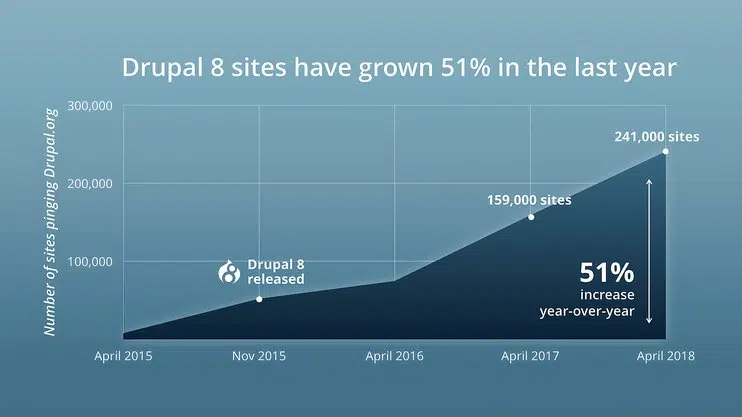 Drupal 8 sites have grown 51% in the last year
Number of sites pinging Drupal.org
300,000
200,000
100,000
241,000 sites
159,000 sites
Drupal 8
released
51%
increase
year-over-year
April 2015
Nov 2015
April 2016
April 2017
April 2018